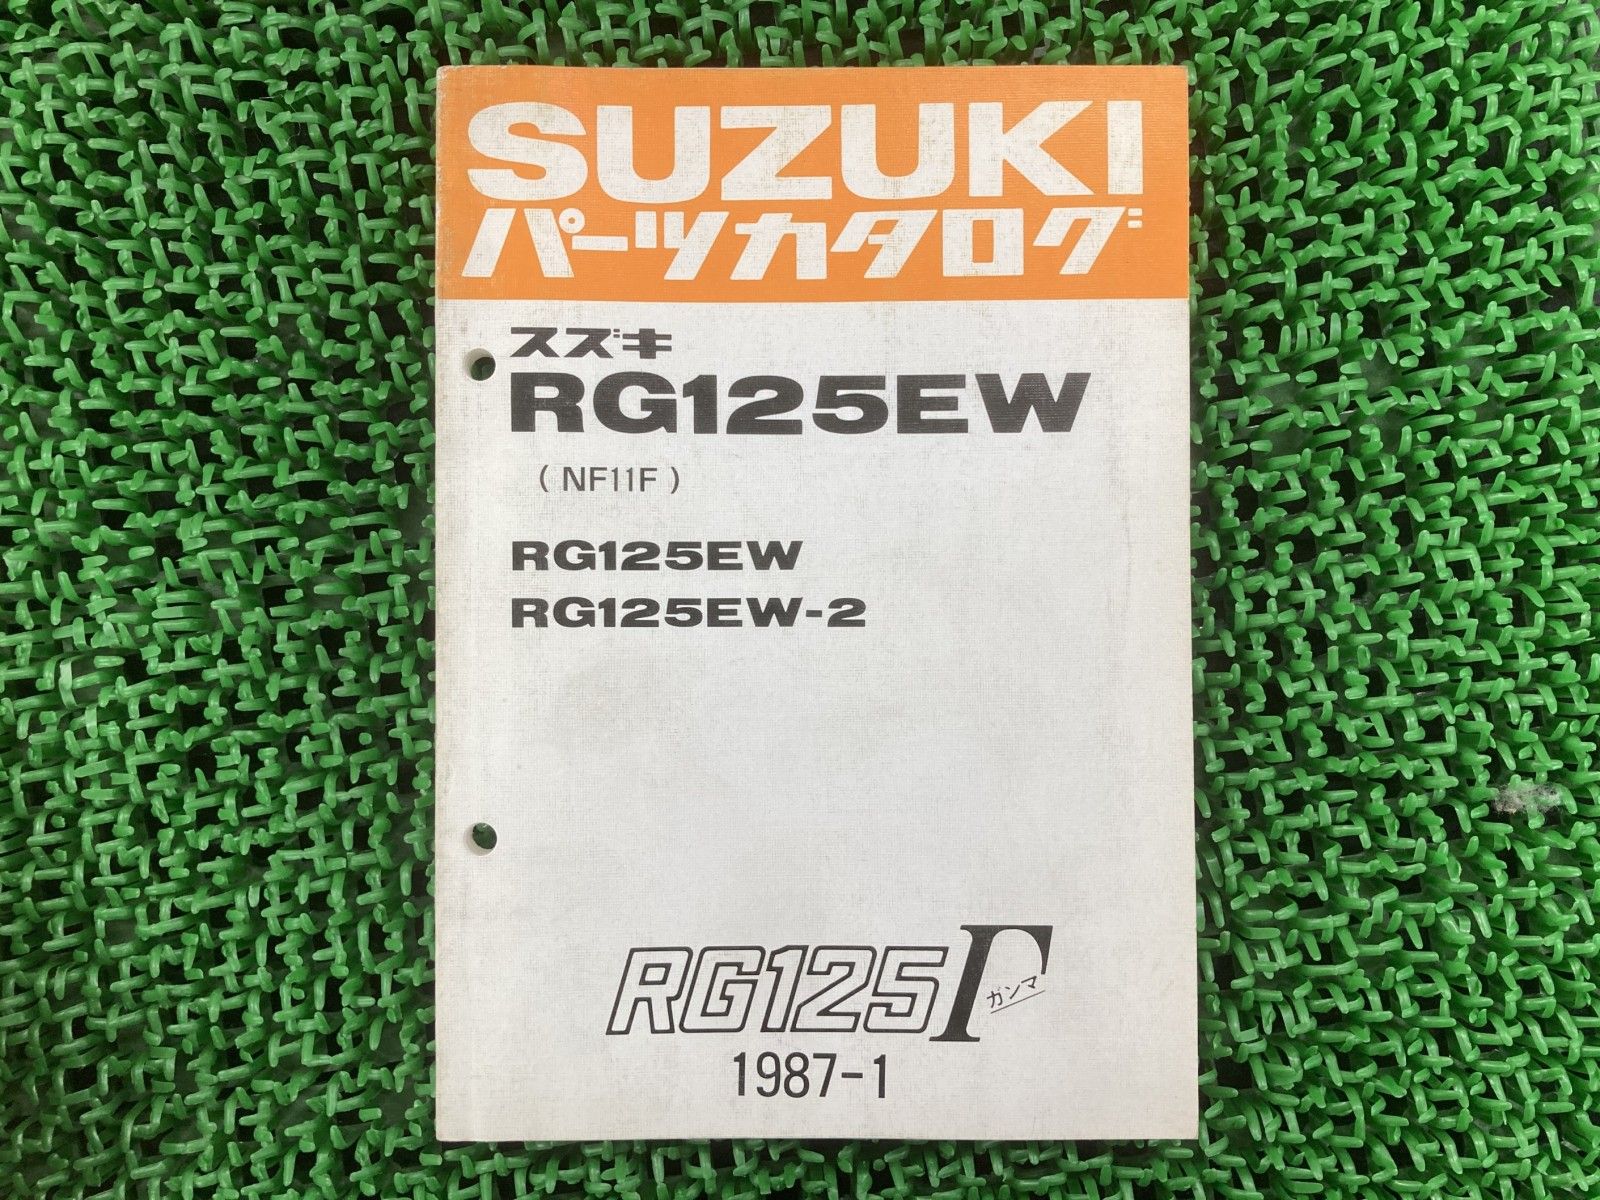 SUZUKI
パーツカタログ
スズキ
RG125EW
( NF11F )
RG125EW
RG125EW-2
RG125Γ ガンマ
1987-1